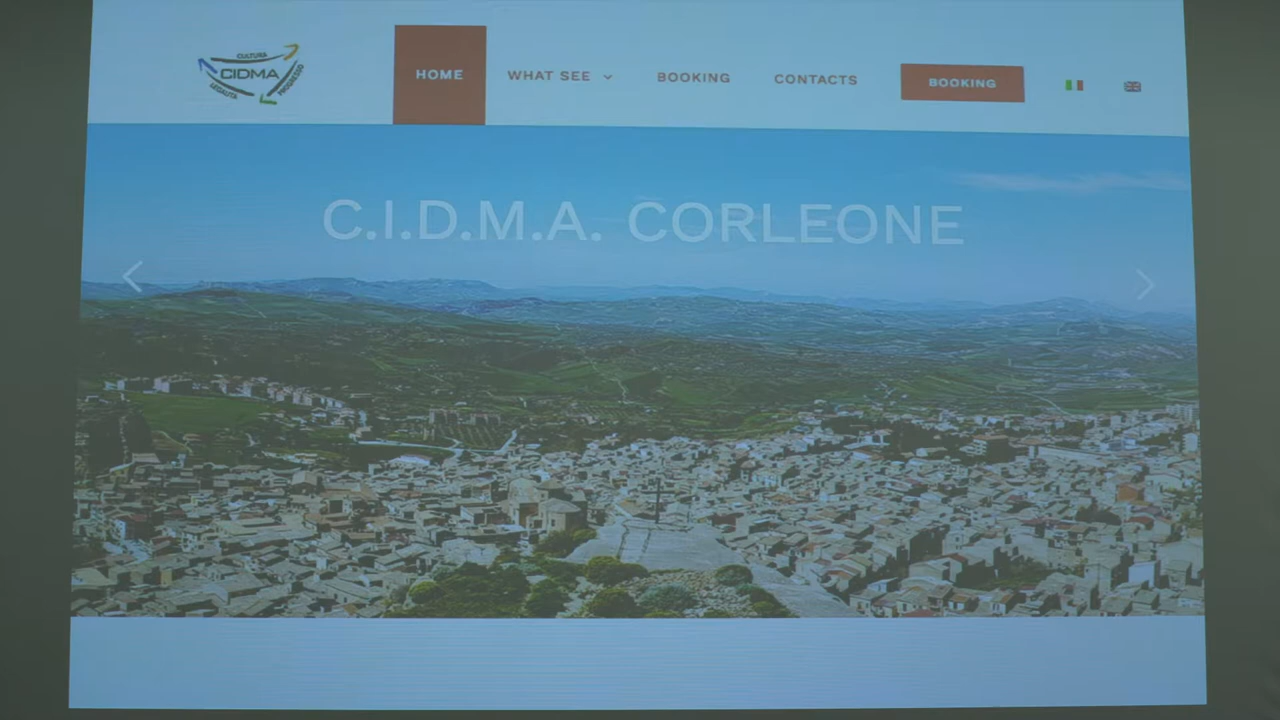 CULTURA
CIDMA
LEGALITÀ
PROGRESSO
HOME
WHAT SEE
BOOKING
CONTACTS
BOOKING
C.I.D.M.A. CORLEONE